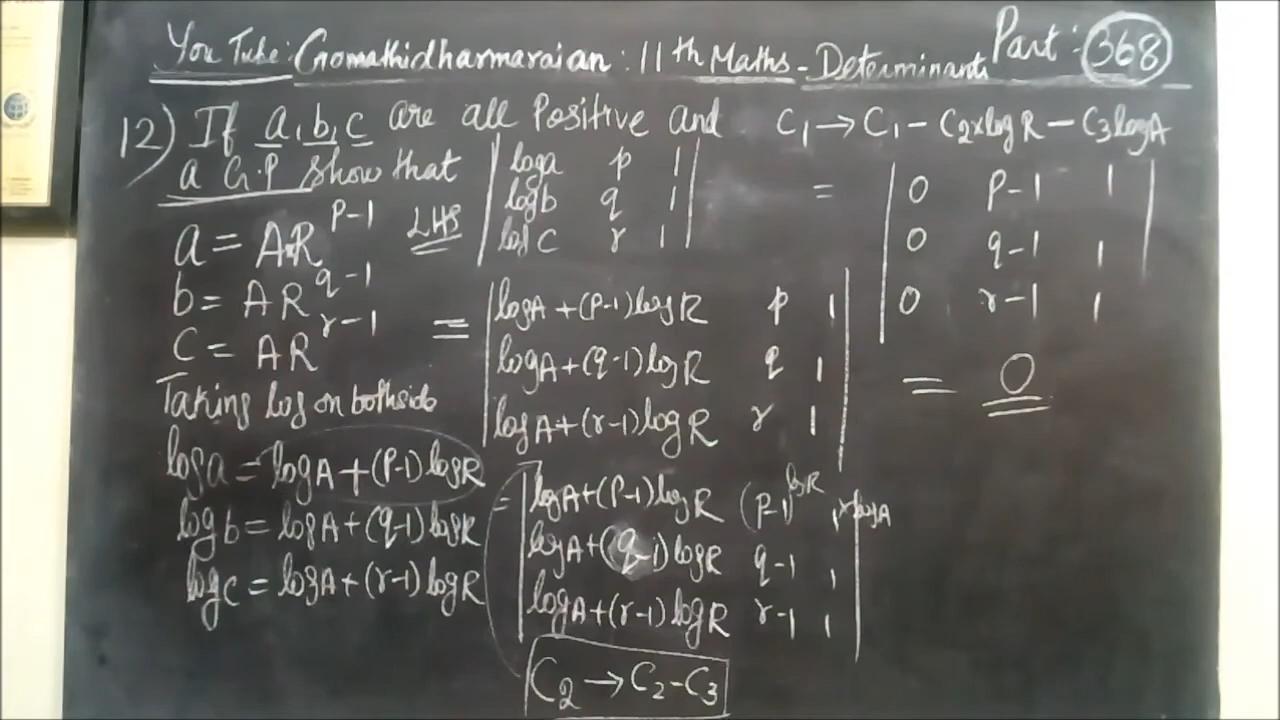 You Tube: Gomathidharmarajan: 11th Maths - Determinants Part: 368
12) If a, b, c are all Positive and
a G.P show that
a = AR^{p-1}
b = AR^{q-1}
C = AR^{r-1}
Taking log on bothside
log a = log A + (P-1) log R
log b = log A + (q-1) log R
log C = log A + (r-1) log R
LHS
| log a p 1 |
| log b q 1 |
| log C r 1 |
= | log A + (P-1) log R p 1 |
| log A + (q-1) log R q 1 |
| log A + (r-1) log R r 1 |
= | log A + (P-1) log R (P-1) log R 1 x log A |
| log A + (q-1) log R q-1 1 |
| log A + (r-1) log R r-1 1 |
C2 → C2 - C3
C1 → C1 - C2 x log R - C3 log A
= | 0 P-1 1 |
| 0 q-1 1 |
| 0 r-1 1 |
= 0